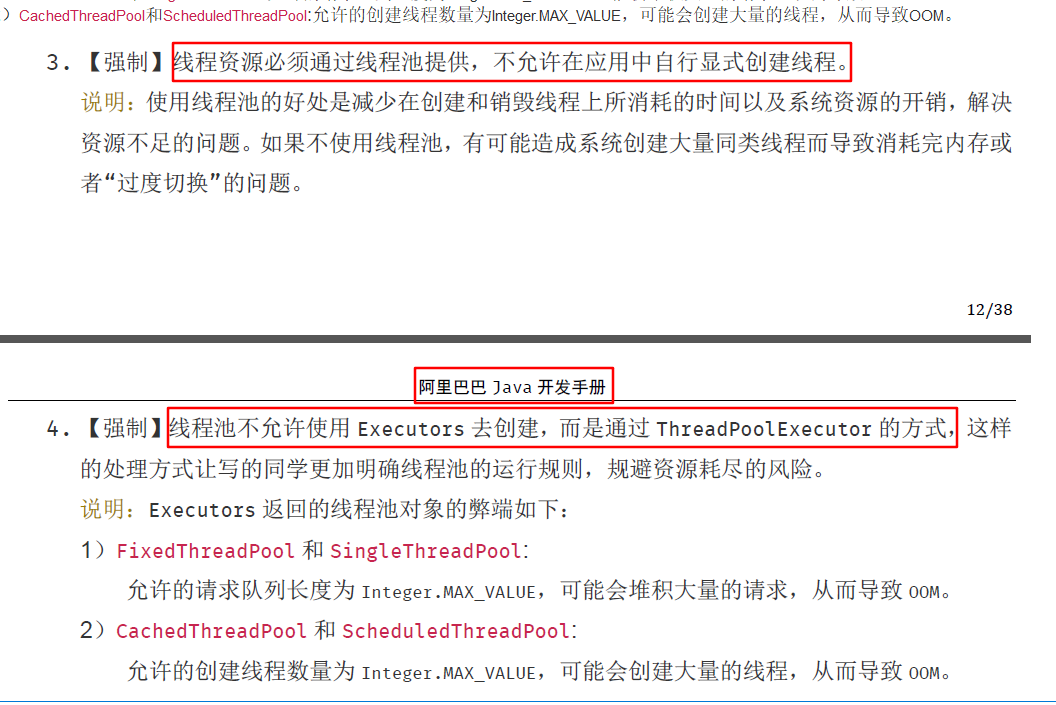 ）CachedThreadPool和ScheduledThreadPool:允许的创建线程数量为Integer.MAX_VALUE，可能会创建大量的线程，从而导致OOM。
3. 【强制】线程资源必须通过线程池提供，不允许在应用中自行显式创建线程。
说明：使用线程池的好处是减少在创建和销毁线程上所消耗的时间以及系统资源的开销，解决
资源不足的问题。如果不使用线程池，有可能造成系统创建大量同类线程而导致消耗完内存或
者“过度切换”的问题。
12/38
阿里巴巴 Java 开发手册
4. 【强制】线程池不允许使用 Executors 去创建，而是通过 ThreadPoolExecutor 的方式，这样
的处理方式让写的同学更加明确线程池的运行规则，规避资源耗尽的风险。
说明：Executors 返回的线程池对象的弊端如下：
1）FixedThreadPool 和 SingleThreadPool:
允许的请求队列长度为 Integer.MAX_VALUE，可能会堆积大量的请求，从而导致 OOM。
2）CachedThreadPool 和 ScheduledThreadPool:
允许的创建线程数量为 Integer.MAX_VALUE，可能会创建大量的线程，从而导致 OOM。